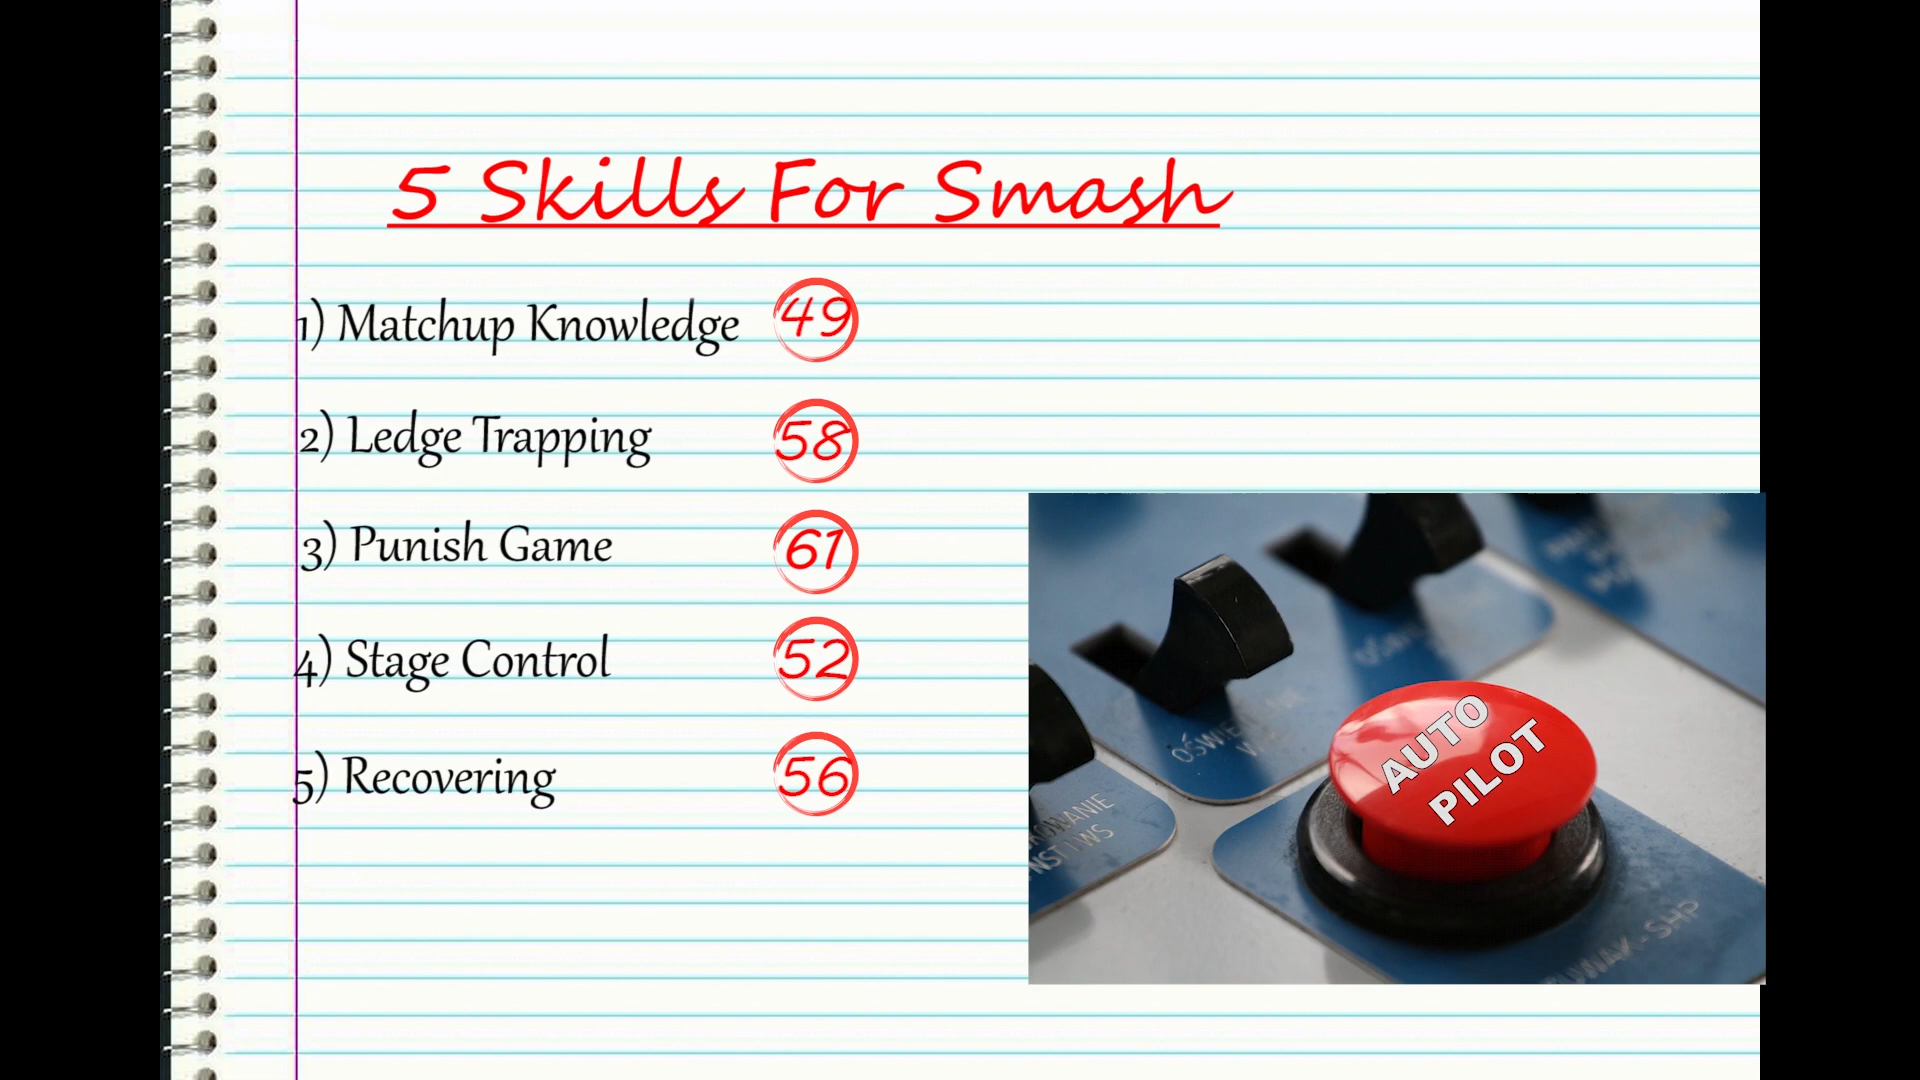 5 Skills For Smash
1) Matchup Knowledge 49
2) Ledge Trapping 58
3) Punish Game 61
4) Stage Control 52
5) Recovering 56
AUTO
PILOT